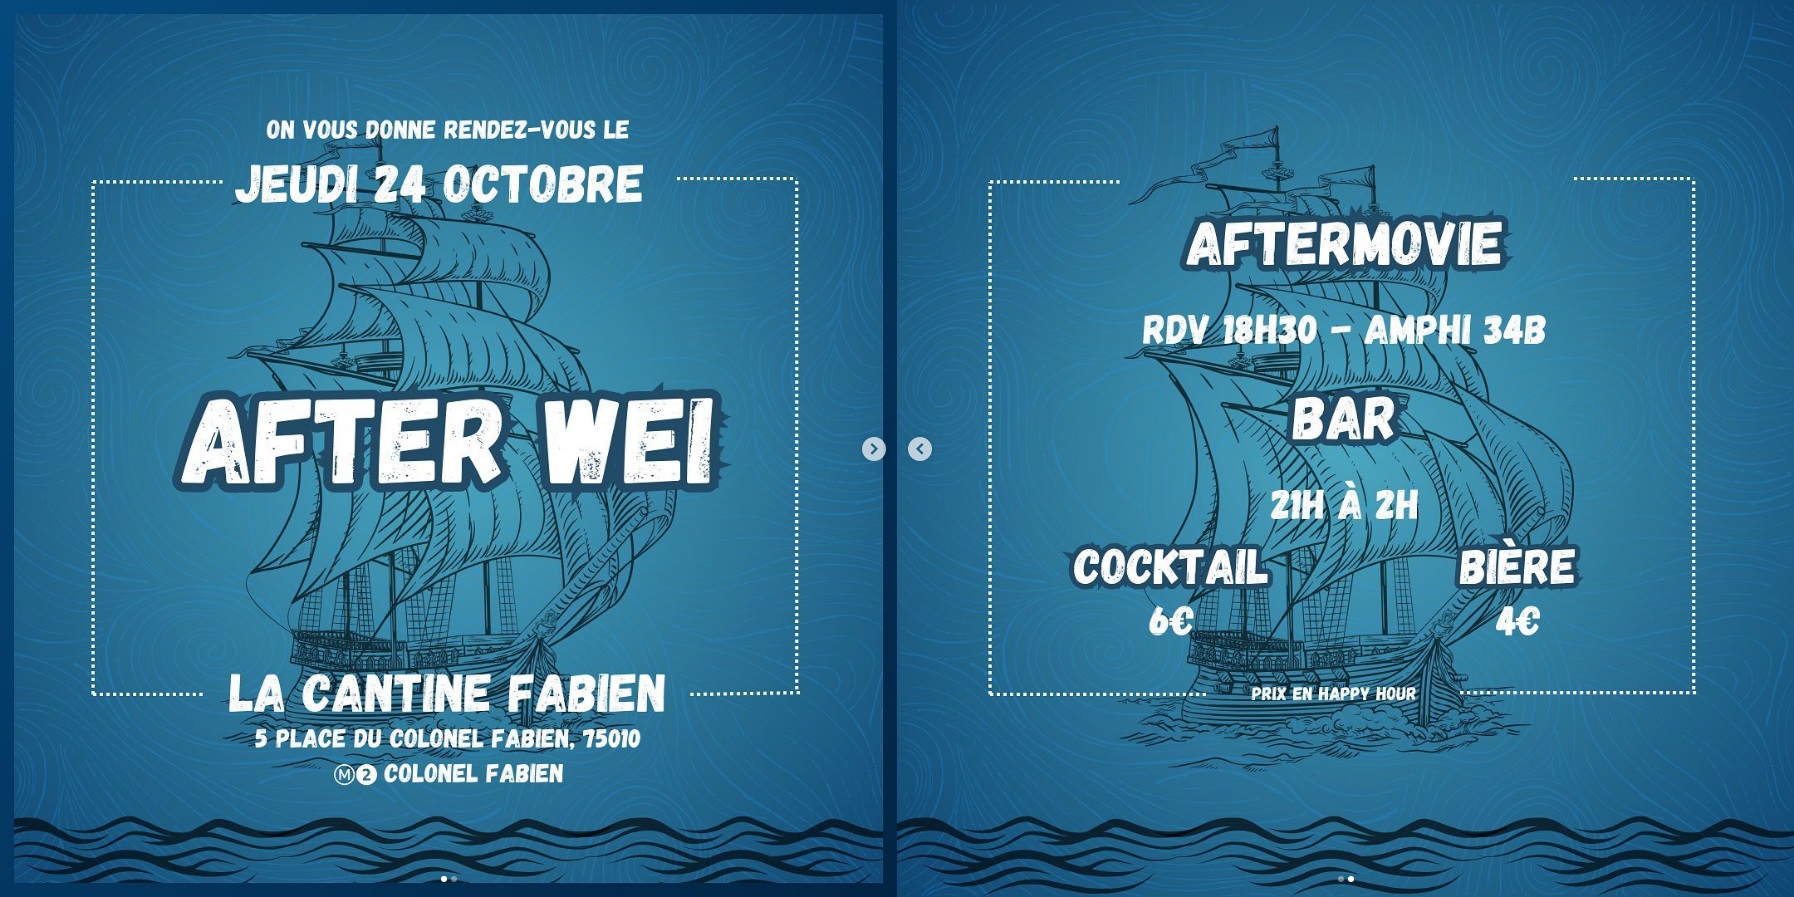 ON VOUS DONNE RENDEZ-VOUS LE
JEUDI 24 OCTOBRE
AFTER WEI
LA CANTINE FABIEN
5 PLACE DU COLONEL FABIEN, 75010
M 2 COLONEL FABIEN
AFTERMOVIE
RDV 18H30 - AMPHI 34B
BAR
21H À 2H
COCKTAIL
6€
BIÈRE
4€
PRIX EN HAPPY HOUR